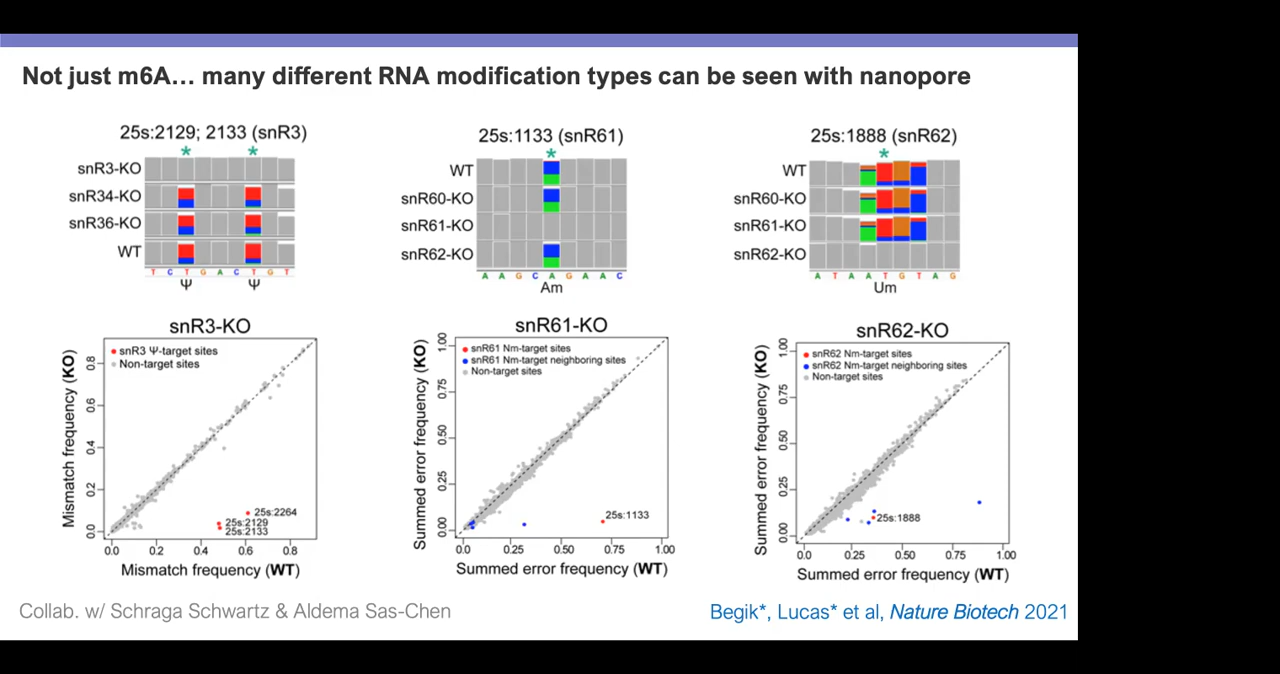 Not just m6A… many different RNA modification types can be seen with nanopore
25s:2129; 2133 (snR3)
* *
snR3-KO
snR34-KO
snR36-KO
WT
T C T G A C T G T
Ψ Ψ
25s:1133 (snR61)
*
WT
snR60-KO
snR61-KO
snR62-KO
A A G C A G A A C
Am
25s:1888 (snR62)
*
WT
snR60-KO
snR61-KO
snR62-KO
A T A A T G T A G
Um
snR3-KO
snR3 Ψ-target sites
Non-target sites
Mismatch frequency (KO)
0.8
0.6
0.4
0.2
0.0
25s:2264
25s:2129
25s:2133
0.0 0.2 0.4 0.6 0.8
Mismatch frequency (WT)
snR61-KO
snR61 Nm-target sites
snR61 Nm-target neighboring sites
Non-target sites
Summed error frequency (KO)
1.00
0.75
0.50
0.25
0.00
25s:1133
0.0 0.25 0.50 0.75 1.00
Summed error frequency (WT)
snR62-KO
snR62 Nm-target sites
snR62 Nm-target neighboring sites
Non-target sites
Summed error frequency (KO)
1.00
0.75
0.50
0.25
0.00
25s:1888
0.0 0.25 0.50 0.75 1.00
Summed error frequency (WT)
Collab. w/ Schraga Schwartz & Aldema Sas-Chen
Begik*, Lucas* et al, Nature Biotech 2021